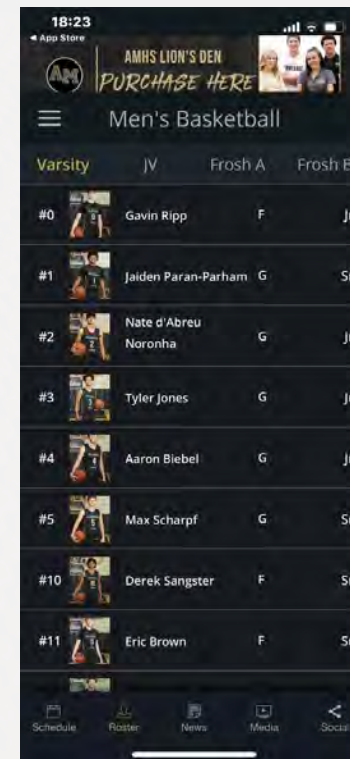 18:23
◀ App Store
AM
AMHS LION'S DEN
PURCHASE HERE
Men's Basketball
Varsity JV Frosh A Frosh B
#0 Gavin Ripp F J
#1 Jaiden Paran-Parham G S
#2 Nate d'Abreu
Noronha G J
#3 Tyler Jones G J
#4 Aaron Biebel G J
#5 Max Scharpf G S
#10 Derek Sangster F S
#11 Eric Brown F S
Schedule Roster News Media Social